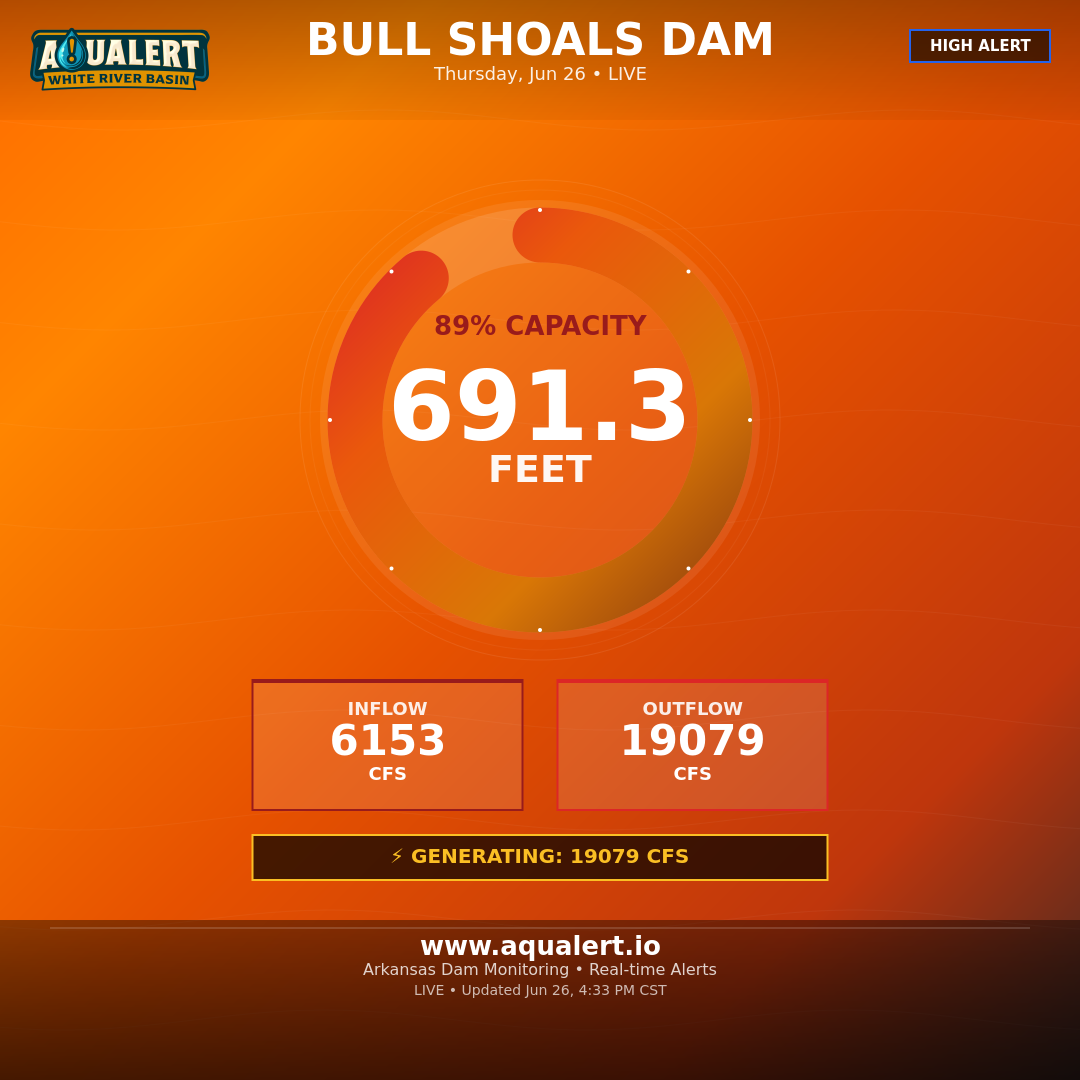 AQUALERT
WHITE RIVER BASIN
BULL SHOALS DAM
Thursday, Jun 26 • LIVE
HIGH ALERT
89% CAPACITY
691.3
FEET
INFLOW
6153
CFS
OUTFLOW
19079
CFS
⚡ GENERATING: 19079 CFS
www.aqualert.io
Arkansas Dam Monitoring • Real-time Alerts
LIVE • Updated Jun 26, 4:33 PM CST